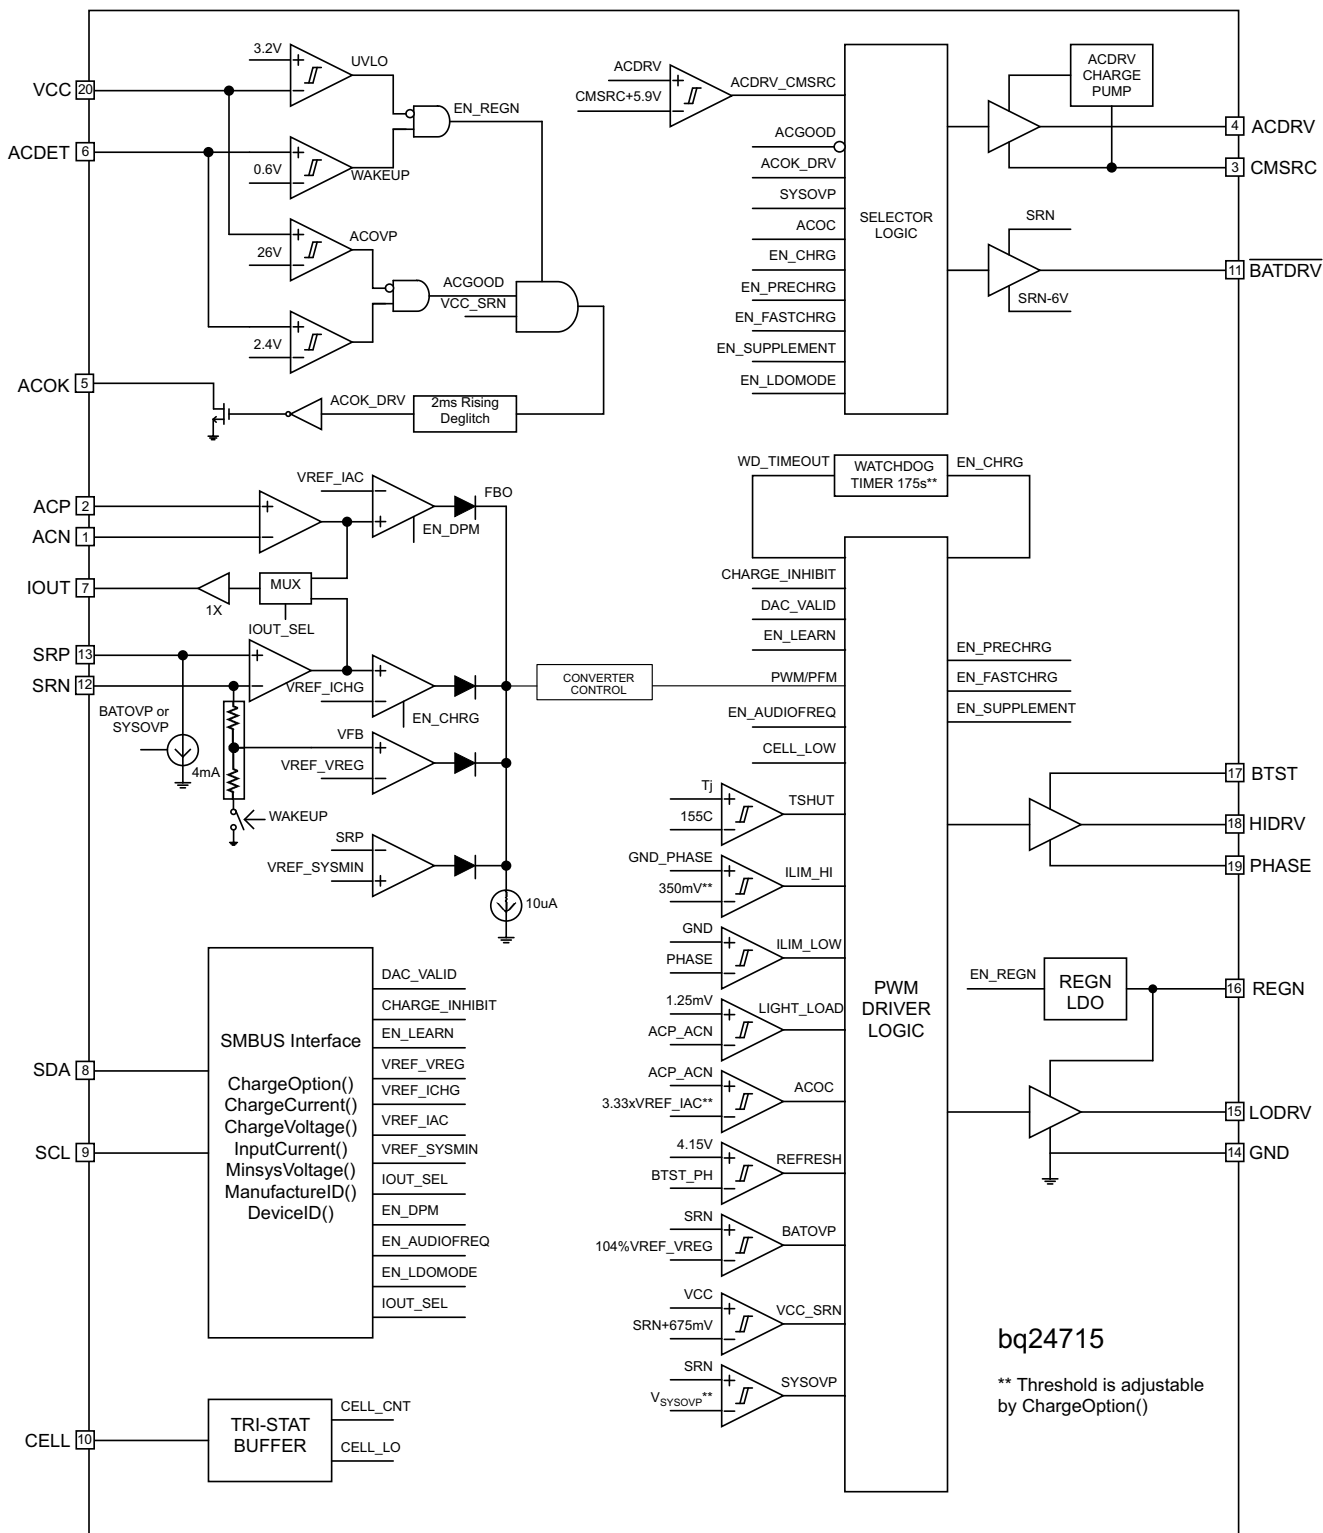 3.2V
UVLO
VCC 20
EN_REGN
ACDET 6
0.6V
WAKEUP
ACOVP
26V
ACGOOD
VCC_SRN
2.4V
ACOK 5
ACOK_DRV
2ms Rising
Deglitch
ACDRV
CMSRC+5.9V
ACDRV_CMSRC
ACGOOD
ACOK_DRV
SYSOVP
ACOC
EN_CHRG
EN_PRECHRG
EN_FASTCHRG
EN_SUPPLEMENT
EN_LDOMODE
SELECTOR
LOGIC
ACDRV
CHARGE
PUMP
4 ACDRV
3 CMSRC
SRN
11 BATDRV
SRN-6V
VREF_IAC
FBO
ACP 2
ACN 1
EN_DPM
IOUT 7
1X
MUX
IOUT_SEL
SRP 13
SRN 12
VREF_ICHG
EN_CHRG
BATOVP or
SYSOVP
4mA
VFB
VREF_VREG
WAKEUP
SRP
VREF_SYSMIN
10uA
CONVERTER
CONTROL
WD_TIMEOUT
WATCHDOG
TIMER 175s**
EN_CHRG
CHARGE_INHIBIT
DAC_VALID
EN_LEARN
PWM/PFM
EN_AUDIOFREQ
CELL_LOW
Tj
155C
TSHUT
GND_PHASE
350mV**
ILIM_HI
GND
PHASE
ILIM_LOW
1.25mV
ACP_ACN
LIGHT_LOAD
ACP_ACN
3.33xVREF_IAC**
ACOC
4.15V
BTST_PH
REFRESH
SRN
104%VREF_VREG
BATOVP
VCC
SRN+675mV
VCC_SRN
SRN
VSYSOVP**
SYSOVP
PWM
DRIVER
LOGIC
EN_PRECHRG
EN_FASTCHRG
EN_SUPPLEMENT
17 BTST
18 HIDRV
19 PHASE
EN_REGN
REGN
LDO
16 REGN
15 LODRV
14 GND
SDA 8
SCL 9
SMBUS Interface
ChargeOption()
ChargeCurrent()
ChargeVoltage()
InputCurrent()
MinsysVoltage()
ManufactureID()
DeviceID()
DAC_VALID
CHARGE_INHIBIT
EN_LEARN
VREF_VREG
VREF_ICHG
VREF_IAC
VREF_SYSMIN
IOUT_SEL
EN_DPM
EN_AUDIOFREQ
EN_LDOMODE
IOUT_SEL
CELL 10
TRI-STAT
BUFFER
CELL_CNT
CELL_LO
bq24715
** Threshold is adjustable
by ChargeOption()